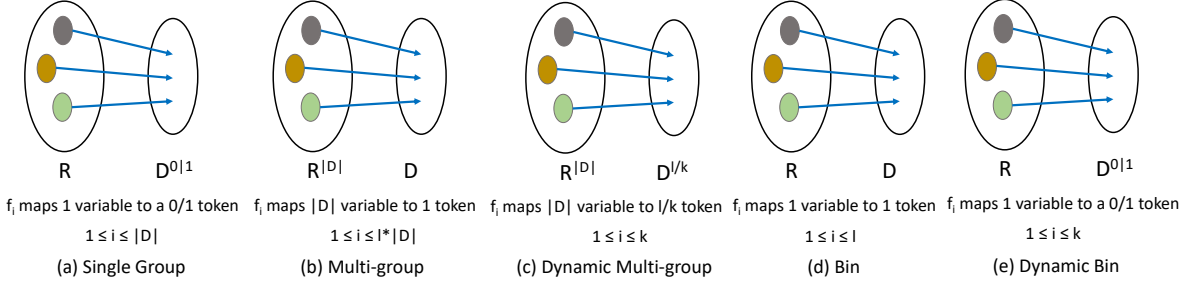 R D^{0|1}
f_i maps 1 variable to a 0/1 token
1 ≤ i ≤ |D|
(a) Single Group
R^{|D|} D
f_i maps |D| variable to 1 token
1 ≤ i ≤ l*|D|
(b) Multi-group
R^{|D|} D^{l/k}
f_i maps |D| variable to l/k token
1 ≤ i ≤ k
(c) Dynamic Multi-group
R D
f_i maps 1 variable to 1 token
1 ≤ i ≤ l
(d) Bin
R D^{0|1}
f_i maps 1 variable to a 0/1 token
1 ≤ i ≤ k
(e) Dynamic Bin